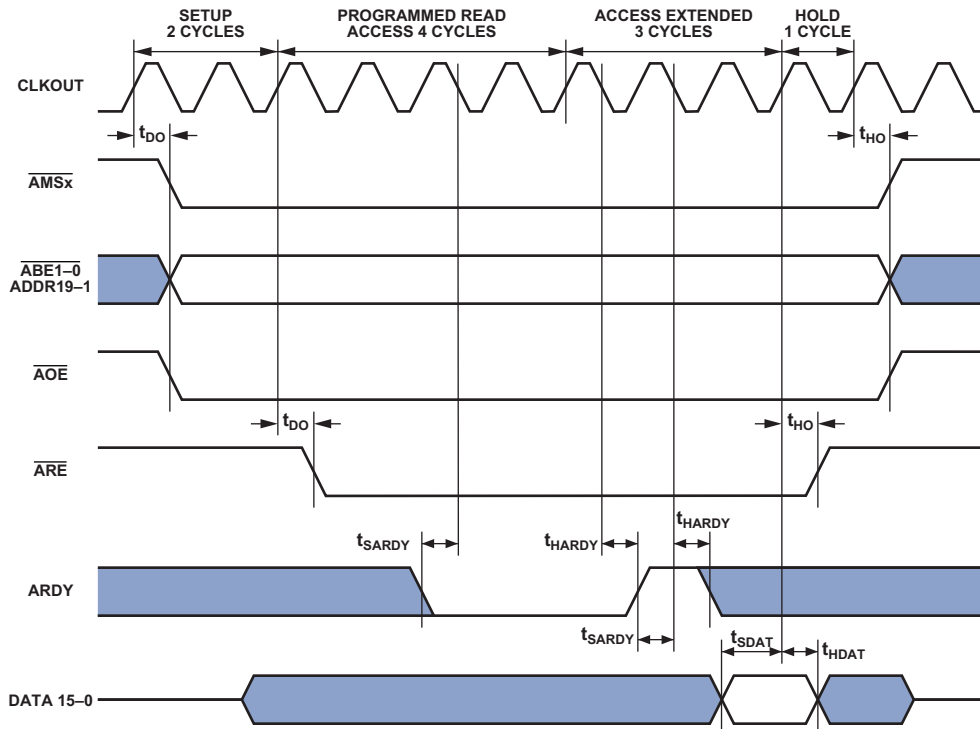 SETUP
2 CYCLES
PROGRAMMED READ
ACCESS 4 CYCLES
ACCESS EXTENDED
3 CYCLES
HOLD
1 CYCLE
CLKOUT
tDO
tHO
AMSx
ABE1–0
ADDR19–1
AOE
tDO
tHO
ARE
tSARDY
tHARDY
tHARDY
ARDY
tSARDY
tSDAT
tHDAT
DATA 15–0